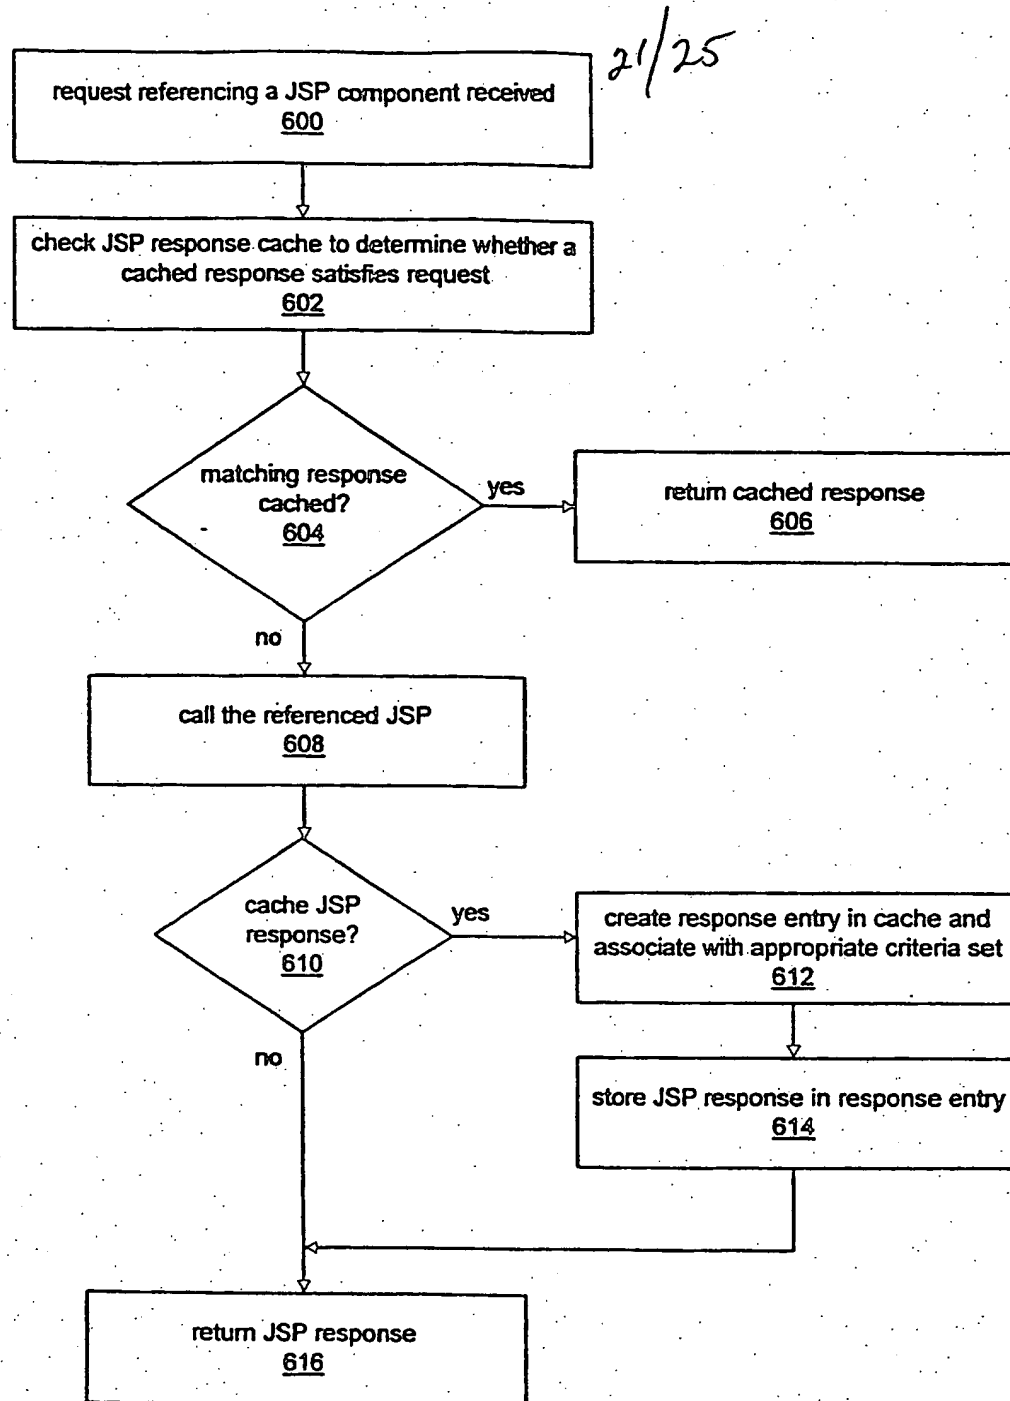 21/25
request referencing a JSP component received
600
check JSP response cache to determine whether a
cached response satisfies request
602
matching response
cached?
604
yes
return cached response
606
no
call the referenced JSP
608
cache JSP
response?
610
yes
create response entry in cache and
associate with appropriate criteria set
612
no
store JSP response in response entry
614
return JSP response
616